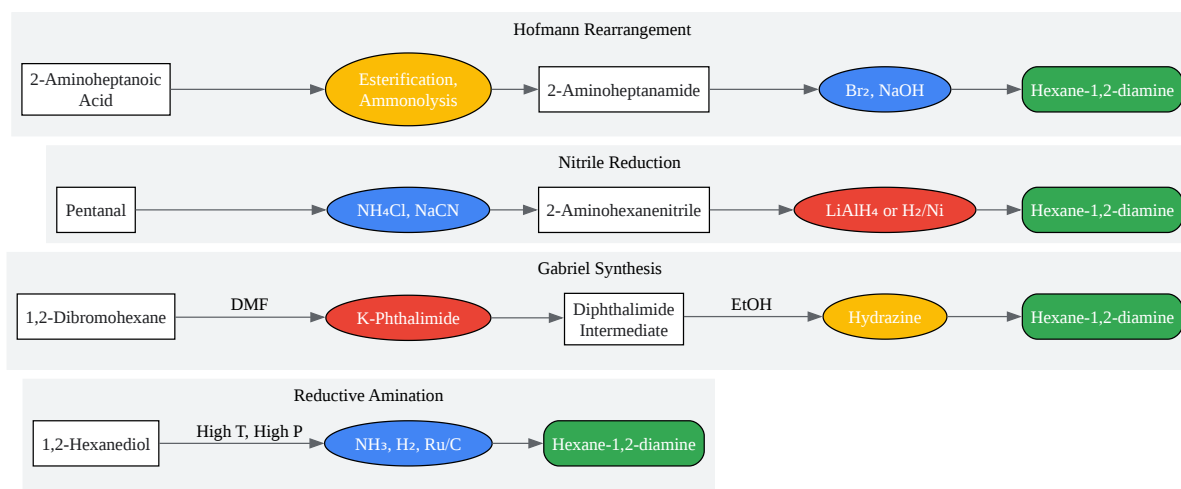 Hofmann Rearrangement
2-Aminoheptanoic
Acid
Esterification,
Ammonolysis
2-Aminoheptanamide
Br₂, NaOH
Hexane-1,2-diamine
Nitrile Reduction
Pentanal
NH₄Cl, NaCN
2-Aminohexanenitrile
LiAlH₄ or H₂/Ni
Hexane-1,2-diamine
Gabriel Synthesis
1,2-Dibromohexane
DMF
K-Phthalimide
Diphthalimide
Intermediate
EtOH
Hydrazine
Hexane-1,2-diamine
Reductive Amination
1,2-Hexanediol
High T, High P
NH₃, H₂, Ru/C
Hexane-1,2-diamine